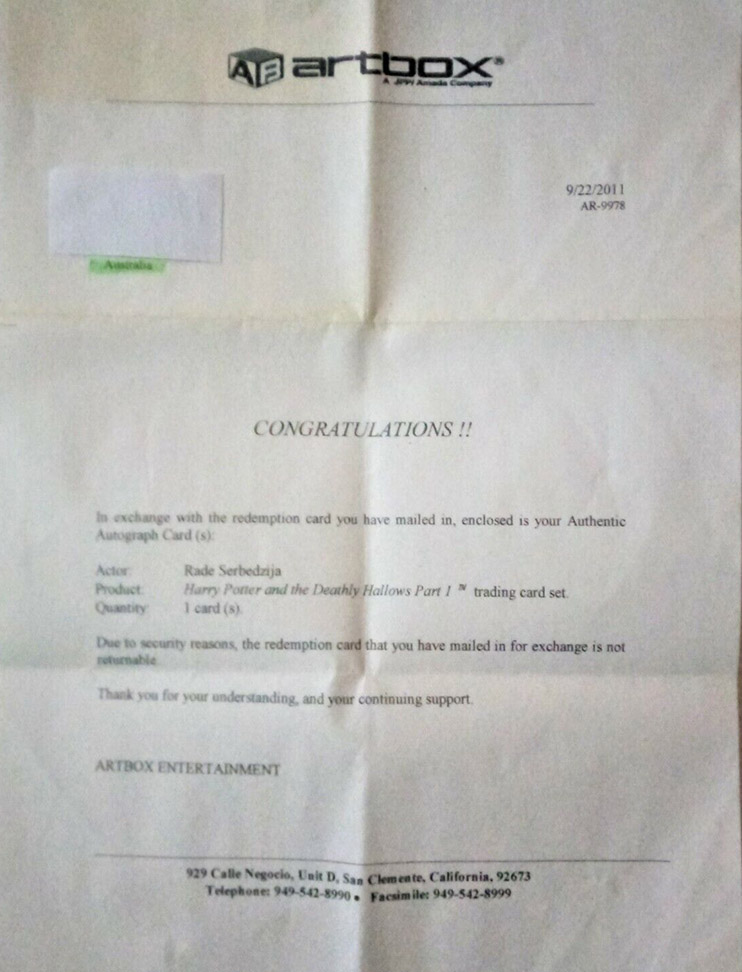 AB artbox®
A JPP/Amada Company
9/22/2011
AR-9978
Australia
CONGRATULATIONS !!
In exchange with the redemption card you have mailed in, enclosed is your Authentic
Autograph Card (s):
Actor: Rade Serbedzija
Product: Harry Potter and the Deathly Hallows Part 1 ™ trading card set.
Quantity: 1 card (s).
Due to security reasons, the redemption card that you have mailed in for exchange is not
returnable.
Thank you for your understanding, and your continuing support.
ARTBOX ENTERTAINMENT
929 Calle Negocio, Unit D, San Clemente, California, 92673
Telephone: 949-542-8990 • Facsimile: 949-542-8999